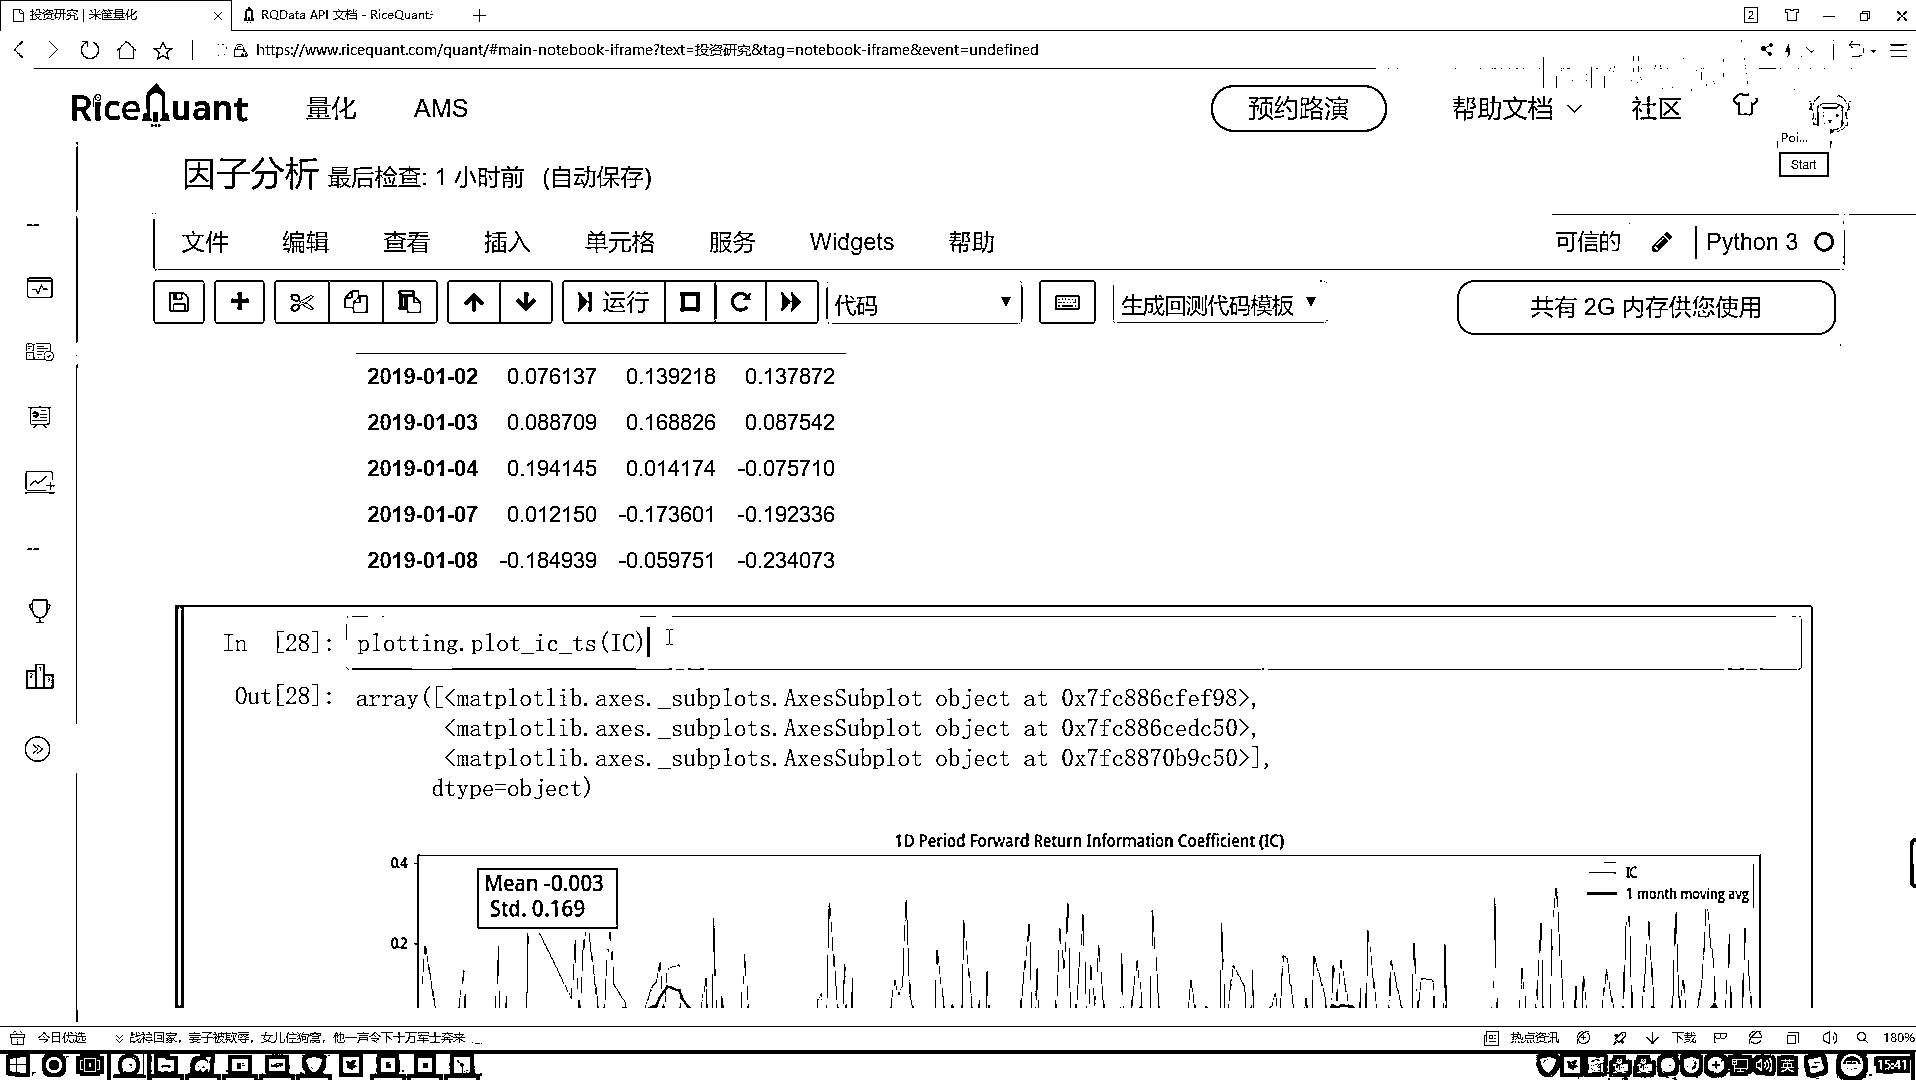 投资研究 | 米筐量化
RQData API 文档 - RiceQuant
2
https://www.ricequant.com/quant/#main-notebook-iframe?text=投资研究&tag=notebook-iframe&event=undefined
RiceQuant 量化 AMS 预约路演 帮助文档 社区
Poi...
Start
因子分析 最后检查: 1 小时前 (自动保存)
文件 编辑 查看 插入 单元格 服务 Widgets 帮助 可信的 Python 3
运行 代码 生成回测代码模板 共有 2G 内存供您使用
2019-01-02 0.076137 0.139218 0.137872
2019-01-03 0.088709 0.168826 0.087542
2019-01-04 0.194145 0.014174 -0.075710
2019-01-07 0.012150 -0.173601 -0.192336
2019-01-08 -0.184939 -0.059751 -0.234073
In [28]: plotting.plot_ic_ts(IC)
Out[28]: array([<matplotlib.axes._subplots.AxesSubplot object at 0x7fc886cfef98>,
<matplotlib.axes._subplots.AxesSubplot object at 0x7fc886cedc50>,
<matplotlib.axes._subplots.AxesSubplot object at 0x7fc8870b9c50>],
dtype=object)
1D Period Forward Return Information Coefficient (IC)
0.4
Mean -0.003
Std. 0.169
IC
1 month moving avg
0.2
今日优选 战神回家，妻子被欺辱，女儿住狗窝，他一声令下十万军士奔来 热点资讯 下载 180%
英 15:41